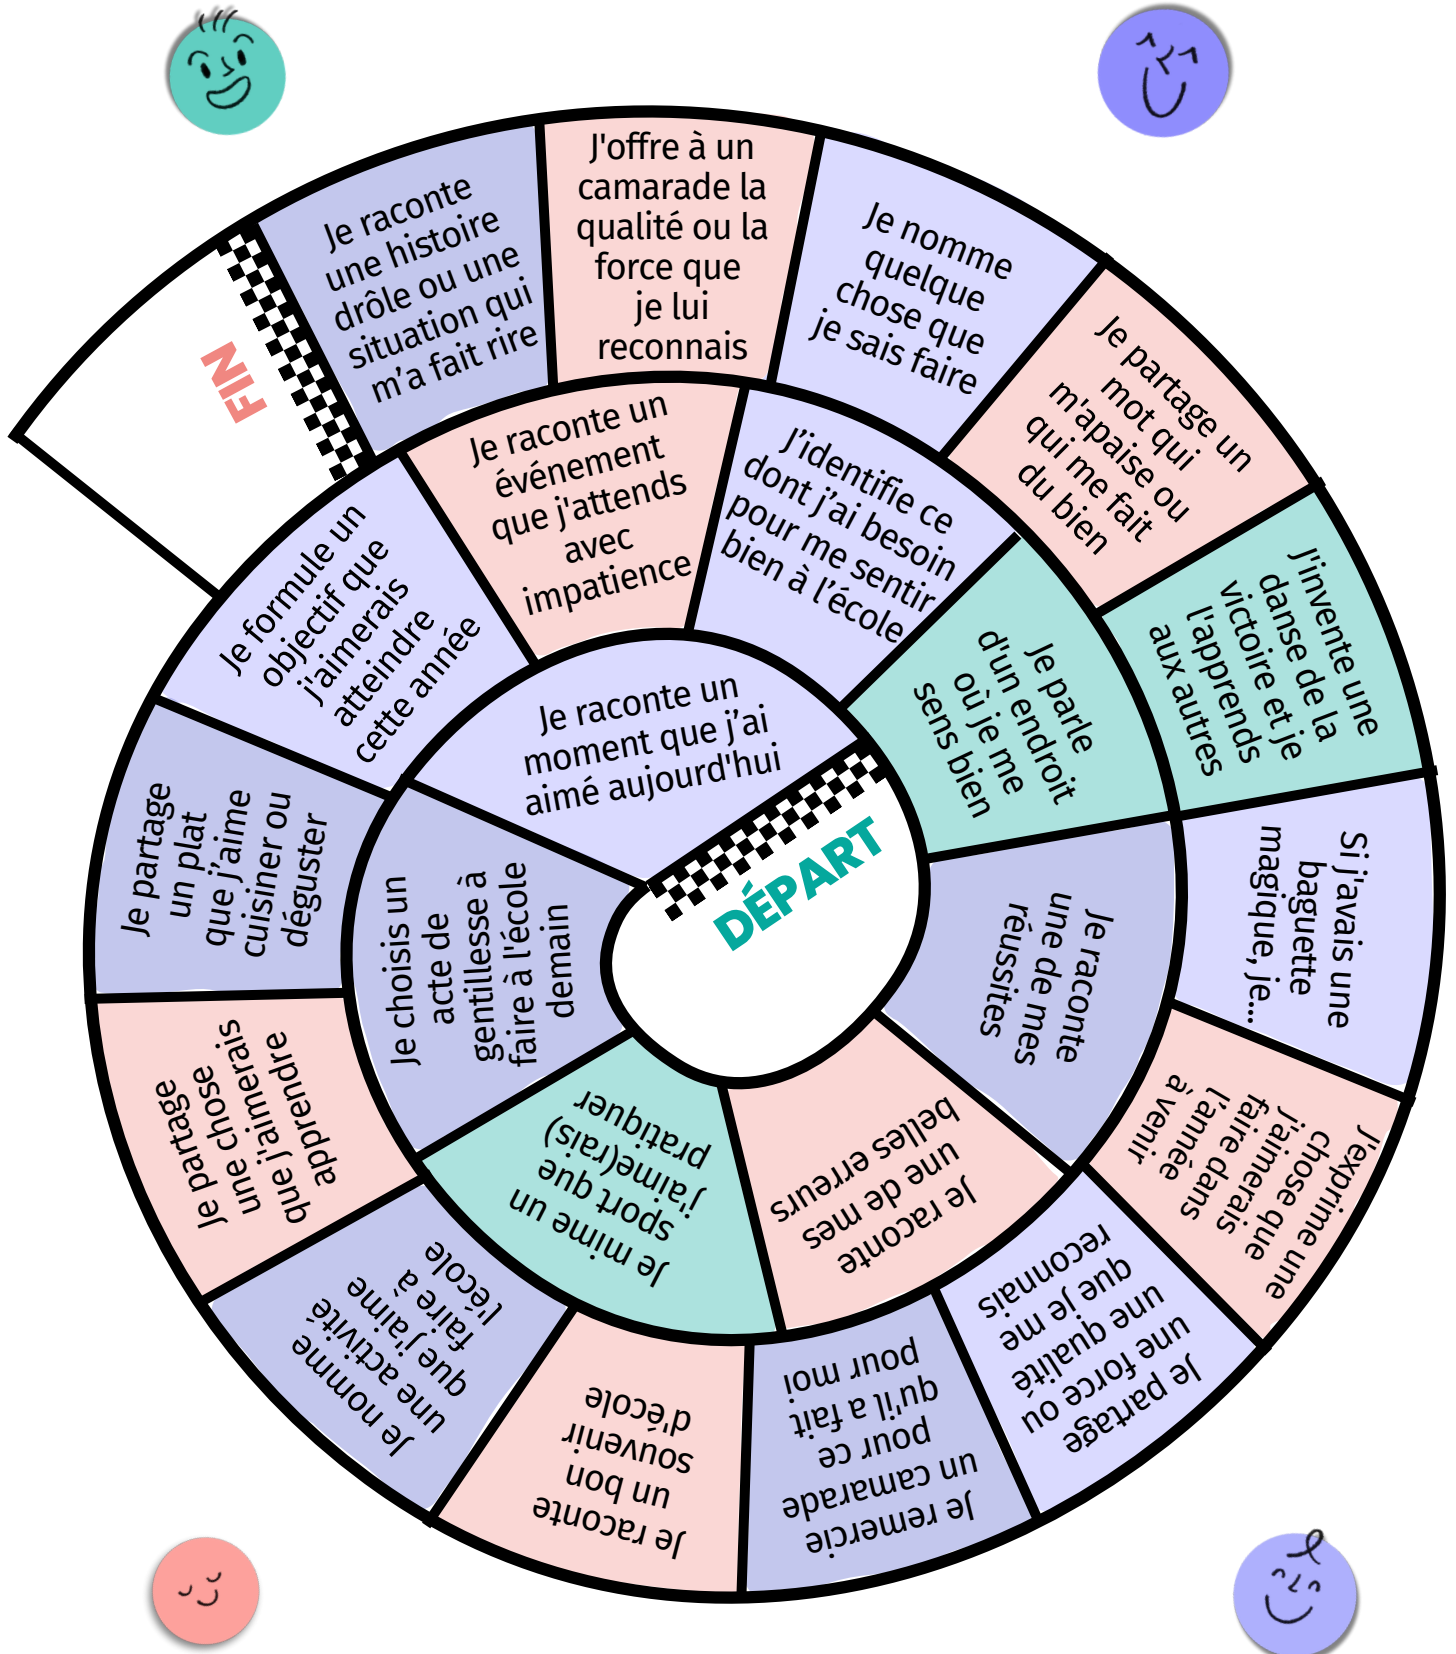 DÉPART
Je raconte un
moment que j’ai
aimé aujourd'hui
Je choisis un
acte de
gentillesse à
faire à l'école
demain
Je mime un
sport que
j'aime(rais)
pratiquer
Je raconte
une de mes
belles erreurs
Je raconte
une de mes
réussites
Je parle
d'un endroit
où je me
sens bien
J’identifie ce
dont j’ai besoin
pour me sentir
bien à l’école
Je raconte un
événement
que j'attends
avec
impatience
Je formule un
objectif que
j'aimerais
atteindre
cette année
Je partage
un plat
que j’aime
cuisiner ou
déguster
Je partage
une chose
que j'aimerais
apprendre
Je nomme
une activité
que j'aime
faire à
l'école
Je raconte
un bon
souvenir
d'école
Je remercie
un camarade
pour ce
qu'il a fait
pour moi
Je partage
une force ou
une qualité
que je me
reconnais
J'exprime une
chose que
j'aimerais
faire dans
l'année
à venir
Si j'avais une
baguette
magique, je...
J'invente une
danse de la
victoire et je
l'apprends
aux autres
Je partage un
mot qui
m'apaise ou
qui me fait
du bien
Je nomme
quelque
chose que
je sais faire
J'offre à un
camarade la
qualité ou la
force que
je lui
reconnais
Je raconte
une histoire
drôle ou une
situation qui
m’a fait rire
FIN